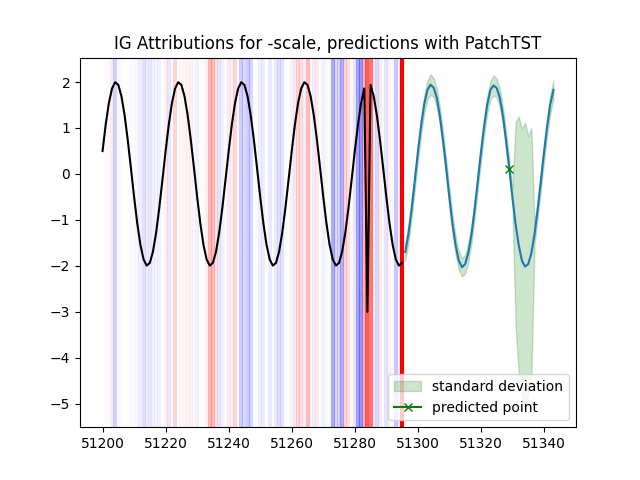 IG Attributions for -scale, predictions with PatchTST
2
1
0
−1
−2
−3
−4
−5
standard deviation
predicted point
51200 51220 51240 51260 51280 51300 51320 51340